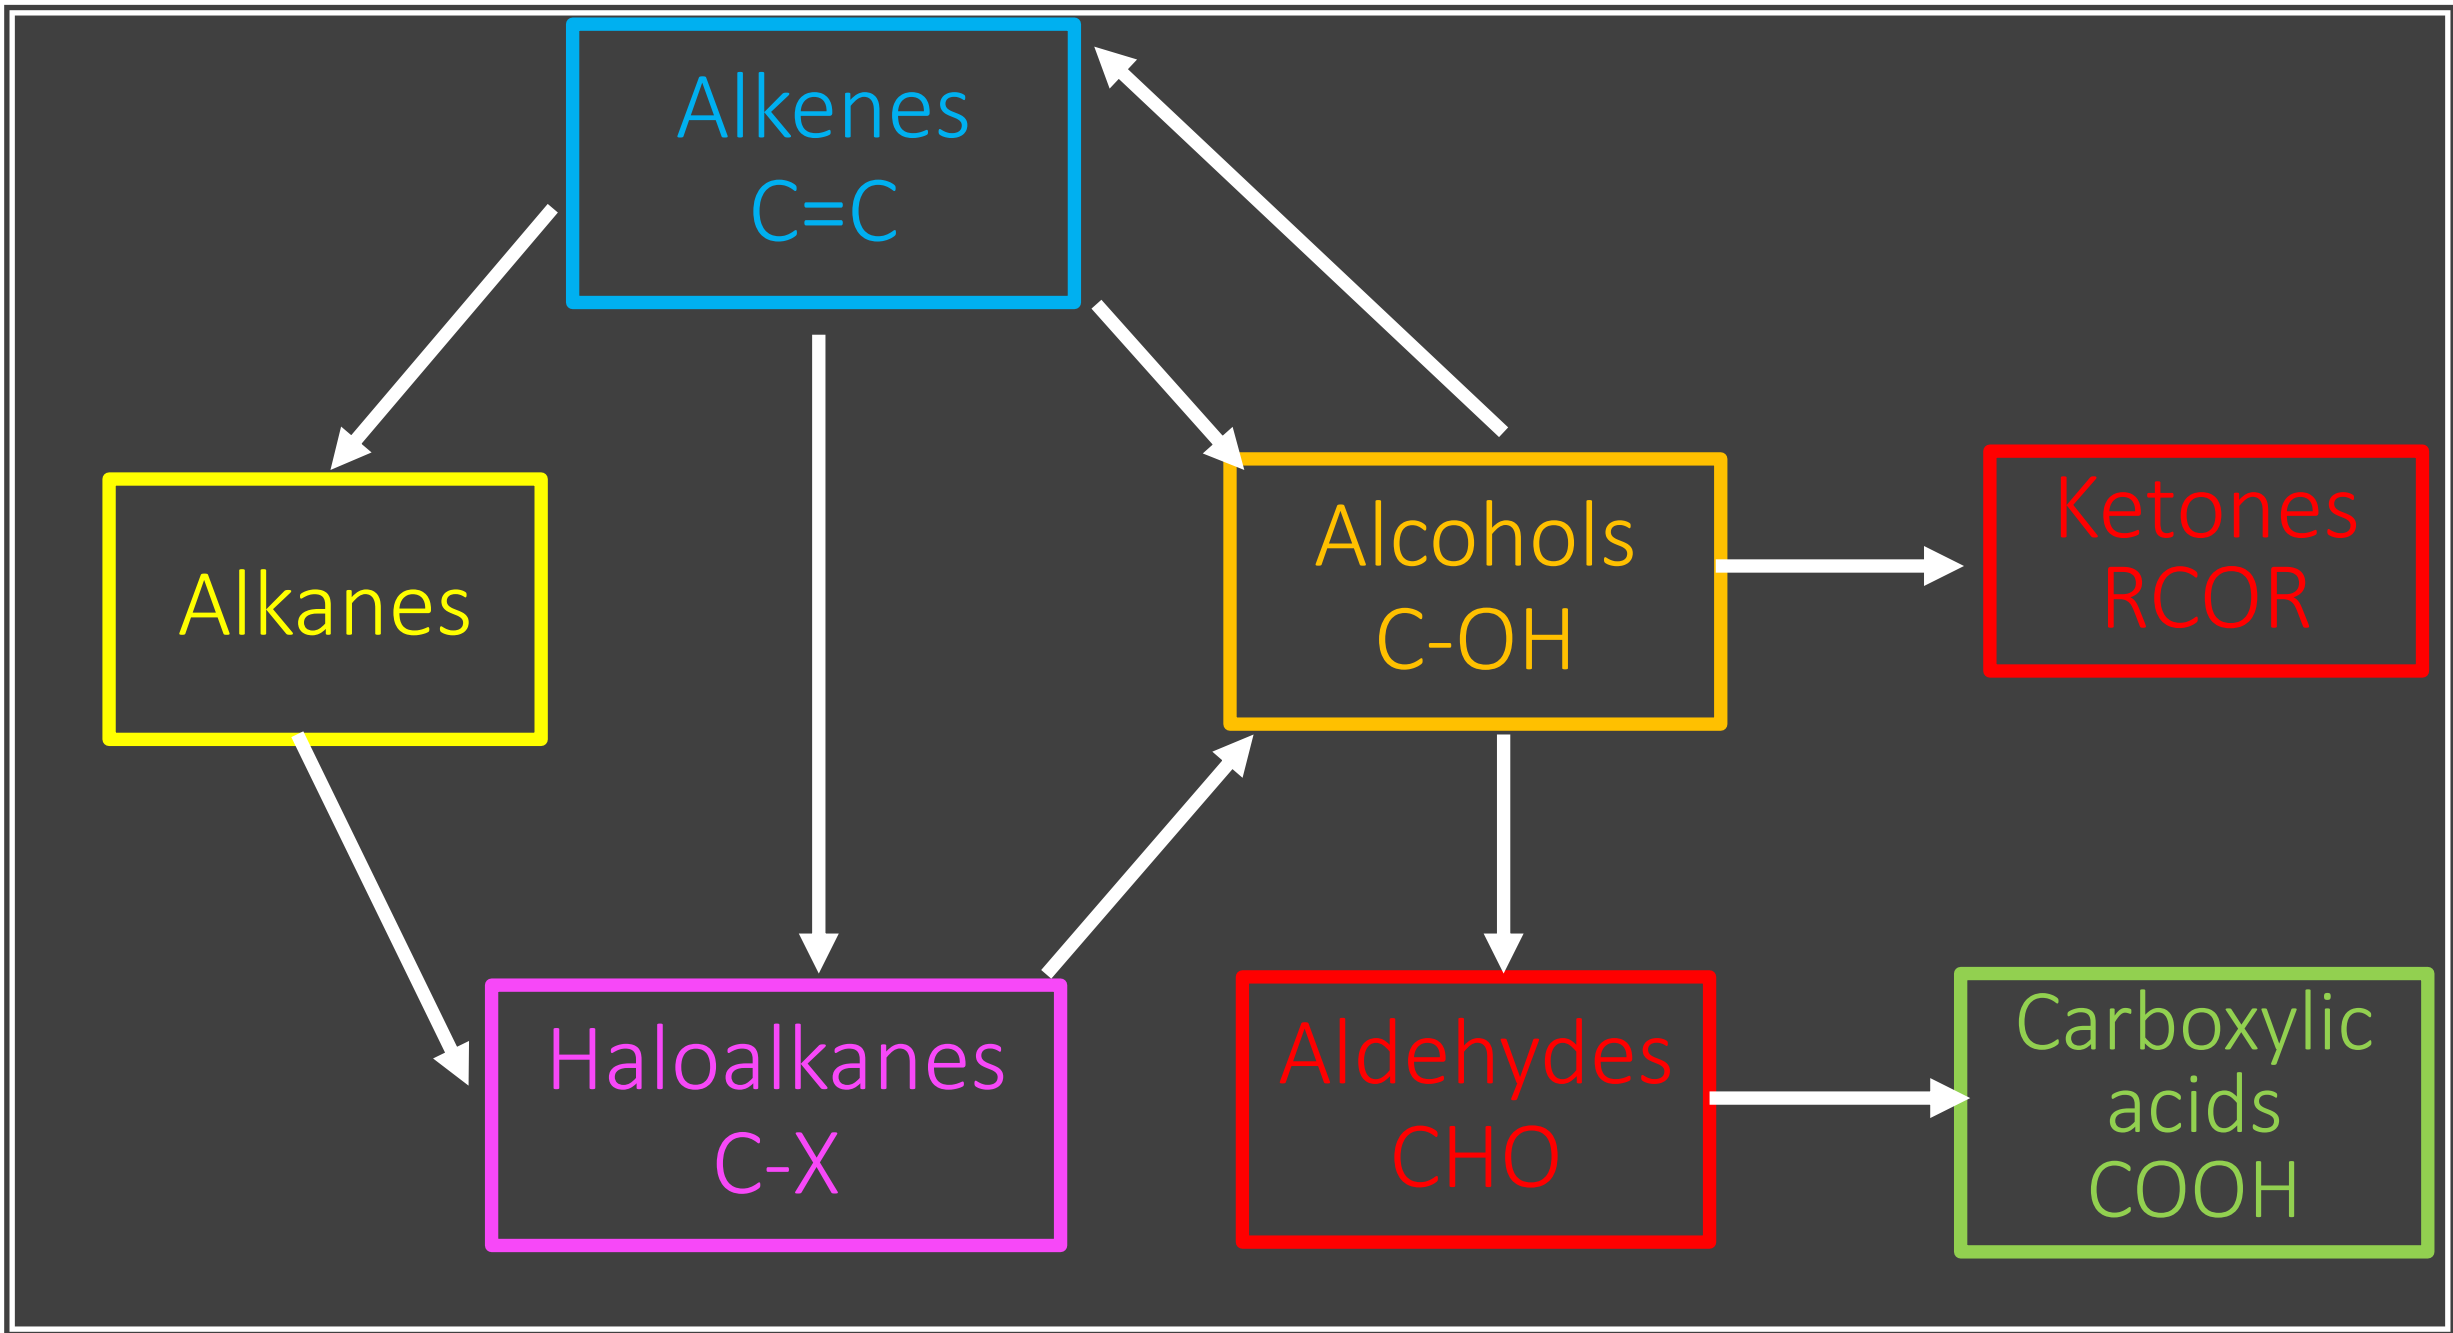 Alkenes
C=C
Alkanes
Alcohols
C-OH
Ketones
RCOR
Haloalkanes
C-X
Aldehydes
CHO
Carboxylic
acids
COOH